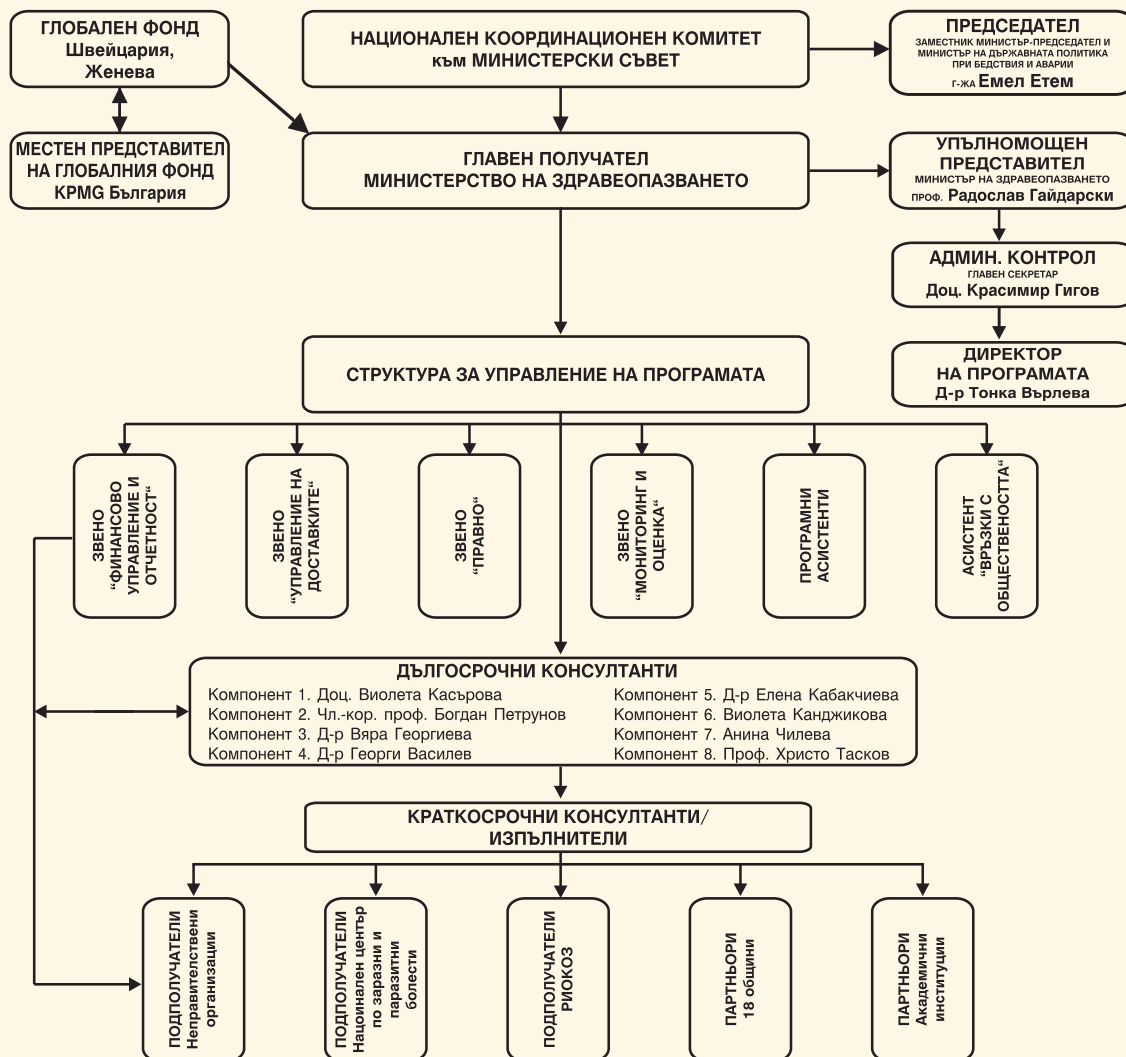 ГЛОБАЛЕН ФОНД
Швейцария,
Женева
НАЦИОНАЛЕН КООРДИНАЦИОНЕН КОМИТЕТ
към МИНИСТЕРСКИ СЪВЕТ
ПРЕДСЕДАТЕЛ
ЗАМЕСТНИК МИНИСТЪР-ПРЕДСЕДАТЕЛ И
МИНИСТЪР НА ДЪРЖАВНАТА ПОЛИТИКА
ПРИ БЕДСТВИЯ И АВАРИИ
Г-ЖА Емел Етем
МЕСТЕН ПРЕДСТАВИТЕЛ
НА ГЛОБАЛНИЯ ФОНД
KPMG България
ГЛАВЕН ПОЛУЧАТЕЛ
МИНИСТЕРСТВО НА ЗДРАВЕОПАЗВАНЕТО
УПЪЛНОМОЩЕН
ПРЕДСТАВИТЕЛ
МИНИСТЪР НА ЗДРАВЕОПАЗВАНЕТО
ПРОФ. Радослав Гайдарски
АДМИН. КОНТРОЛ
ГЛАВЕН СЕКРЕТАР
Доц. Красимир Гигов
СТРУКТУРА ЗА УПРАВЛЕНИЕ НА ПРОГРАМАТА
ДИРЕКТОР
НА ПРОГРАМАТА
Д-р Тонка Върлева
ЗВЕНО
“ФИНАНСОВО
УПРАВЛЕНИЕ И
ОТЧЕТНОСТ“
ЗВЕНО
“УПРАВЛЕНИЕ НА
ДОСТАВКИТЕ“
ЗВЕНО
“ПРАВНО“
ЗВЕНО
“МОНИТОРИНГ И
ОЦЕНКА“
ПРОГРАМНИ
АСИСТЕНТИ
АСИСТЕНТ
“ВРЪЗКИ С
ОБЩЕСТВЕНОСТТА“
ДЪЛГОСРОЧНИ КОНСУЛТАНТИ
Компонент 1. Доц. Виолета Касърова
Компонент 2. Чл.-кор. проф. Богдан Петрунов
Компонент 3. Д-р Вяра Георгиева
Компонент 4. Д-р Георги Василев
Компонент 5. Д-р Елена Кабакчиева
Компонент 6. Виолета Канджикова
Компонент 7. Анина Чилева
Компонент 8. Проф. Христо Тасков
КРАТКОСРОЧНИ КОНСУЛТАНТИ/
ИЗПЪЛНИТЕЛИ
ПОДПОЛУЧАТЕЛИ
Неправителствени
организации
ПОДПОЛУЧАТЕЛИ
Нацоинален център
по заразни и
паразитни
болести
ПОДПОЛУЧАТЕЛИ
РИОКОЗ
ПАРТНЬОРИ
18 общини
ПАРТНЬОРИ
Академични
институции